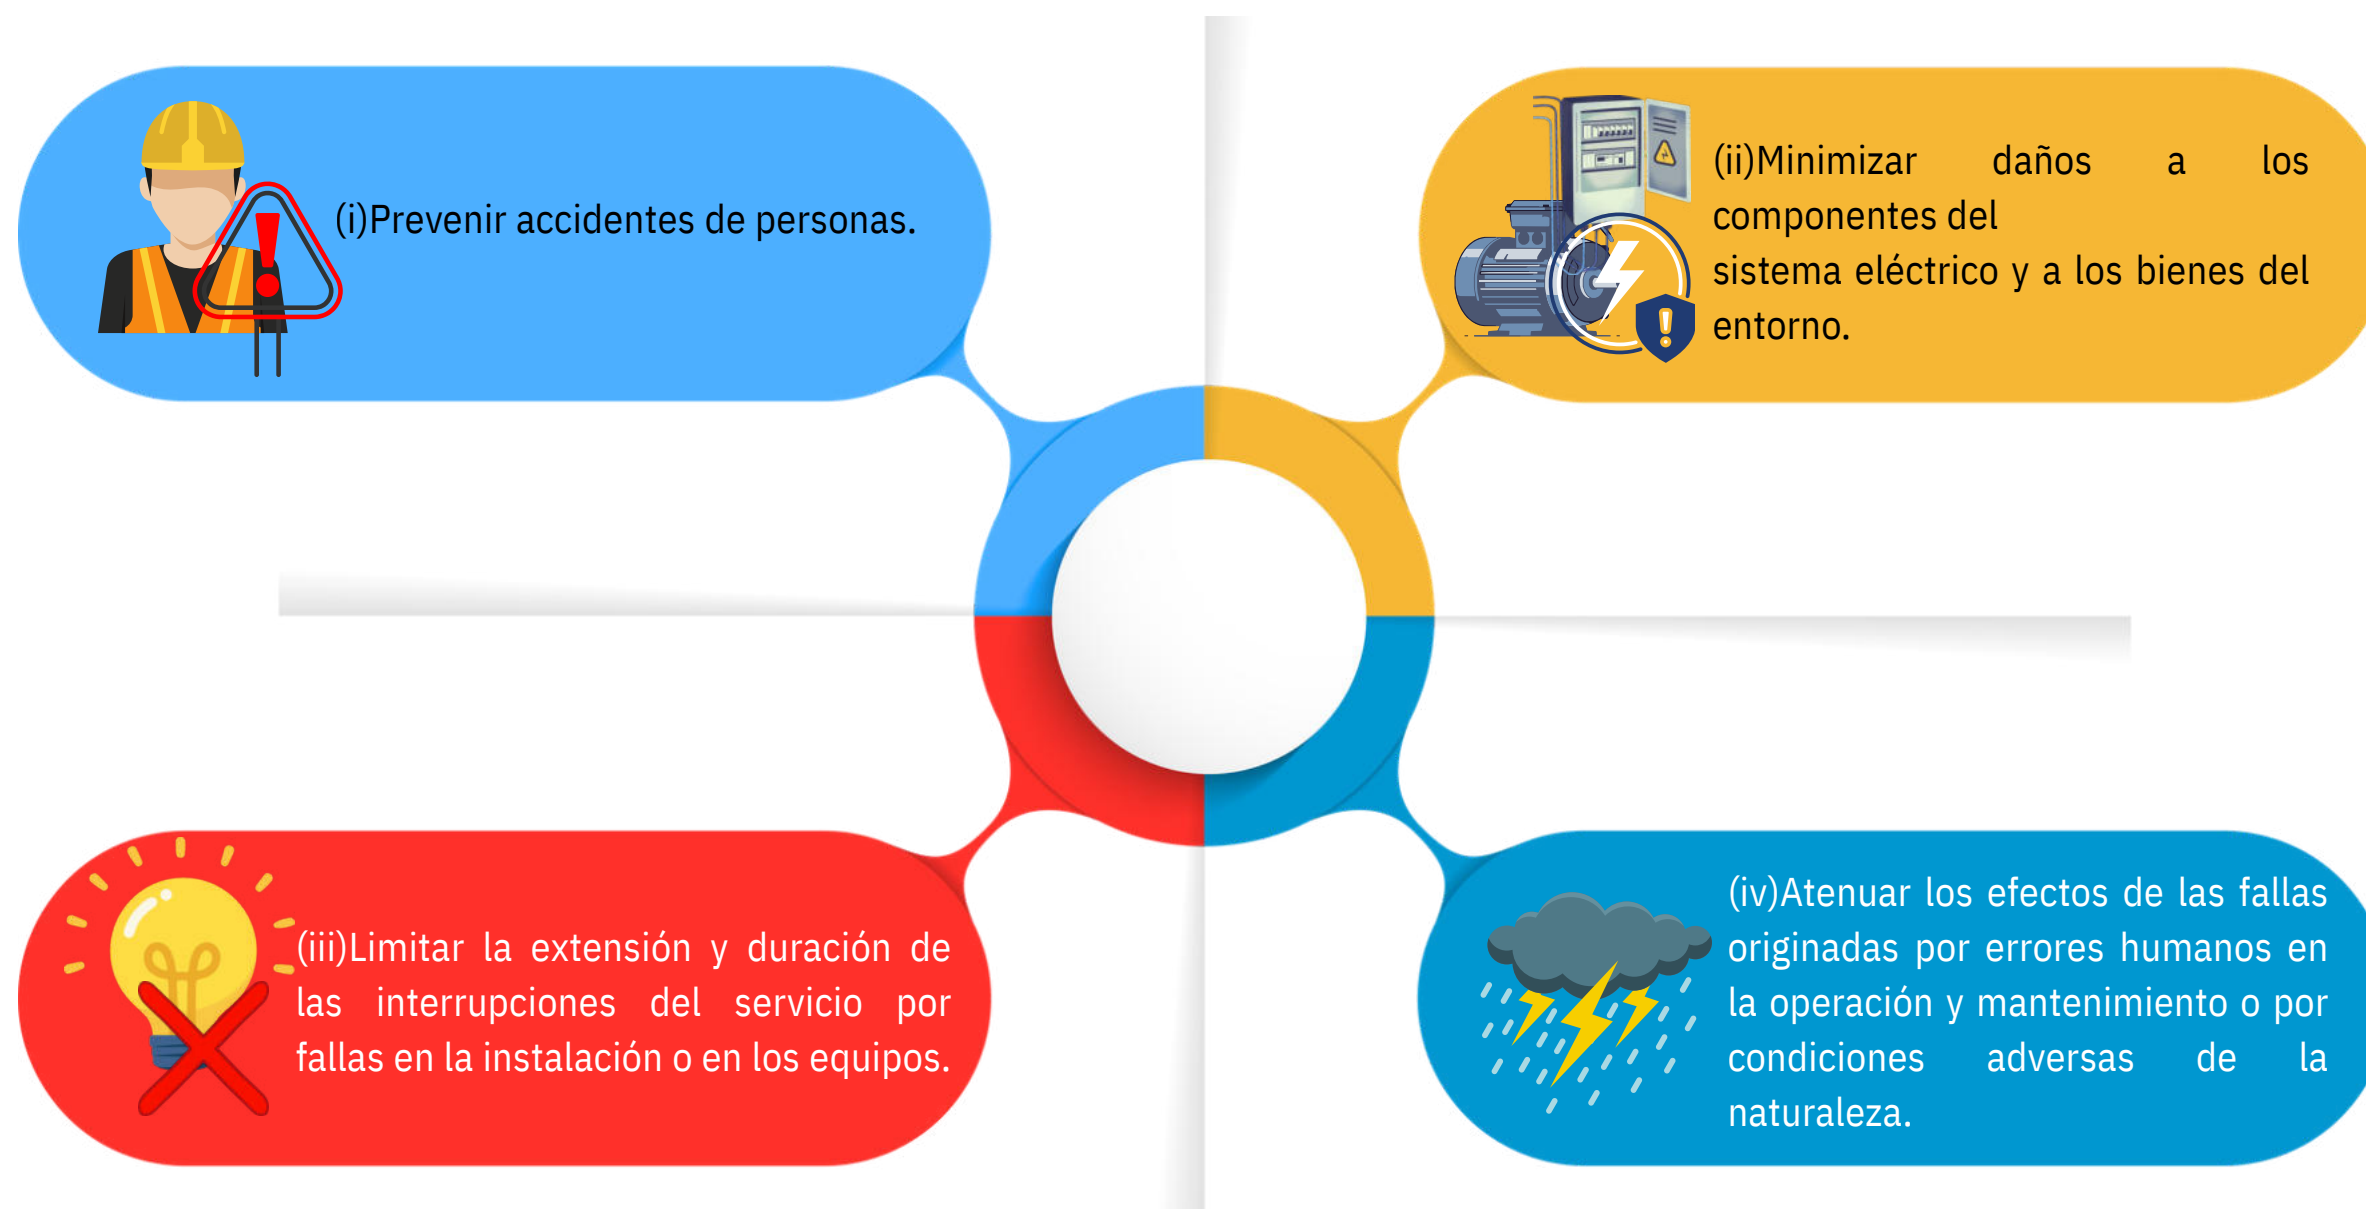 (i)Prevenir accidentes de personas.
(ii)Minimizar daños a los
componentes del
sistema eléctrico y a los bienes del
entorno.
(iii)Limitar la extensión y duración de
las interrupciones del servicio por
fallas en la instalación o en los equipos.
(iv)Atenuar los efectos de las fallas
originadas por errores humanos en
la operación y mantenimiento o por
condiciones adversas de la
naturaleza.